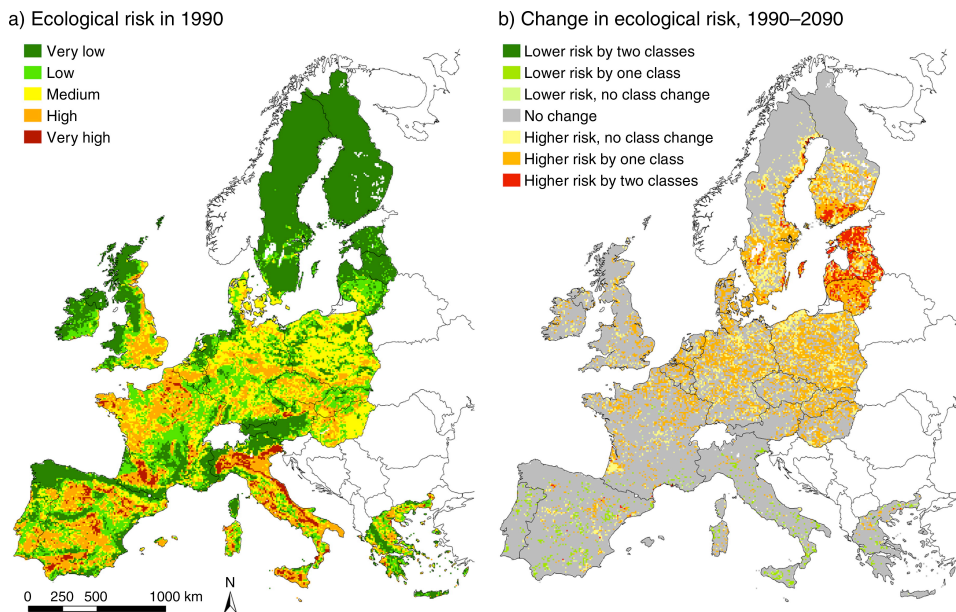 a) Ecological risk in 1990
Very low
Low
Medium
High
Very high
N
0 250 500 1000 km
b) Change in ecological risk, 1990–2090
Lower risk by two classes
Lower risk by one class
Lower risk, no class change
No change
Higher risk, no class change
Higher risk by one class
Higher risk by two classes